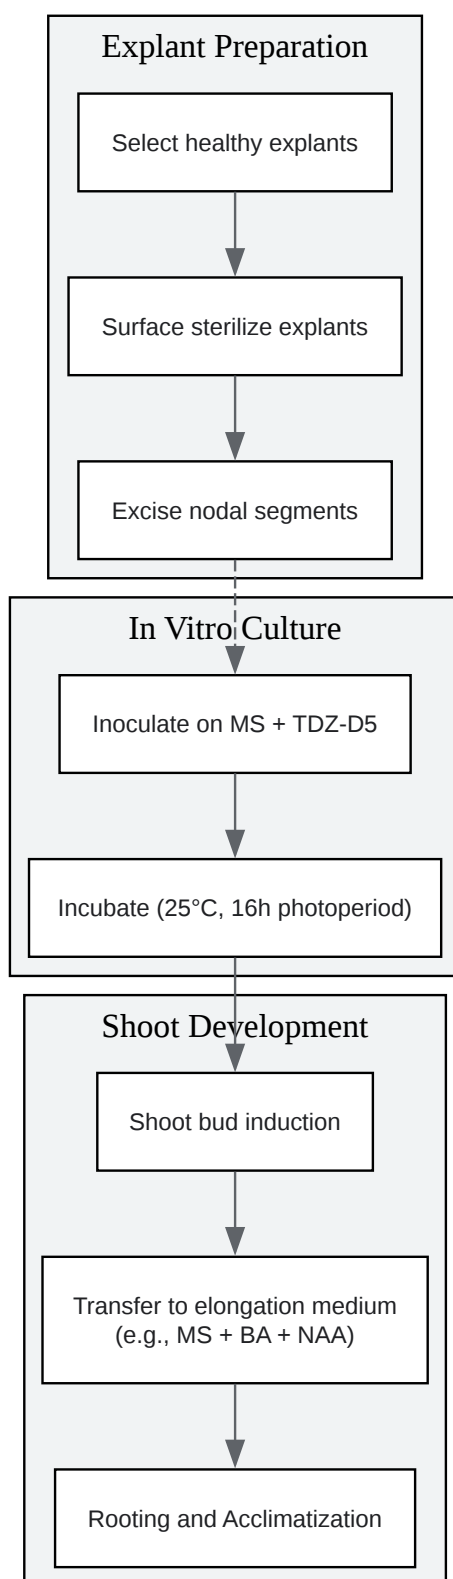 Explant Preparation
Select healthy explants
Surface sterilize explants
Excise nodal segments
In Vitro Culture
Inoculate on MS + TDZ-D5
Incubate (25°C, 16h photoperiod)
Shoot Development
Shoot bud induction
Transfer to elongation medium
(e.g., MS + BA + NAA)
Rooting and Acclimatization